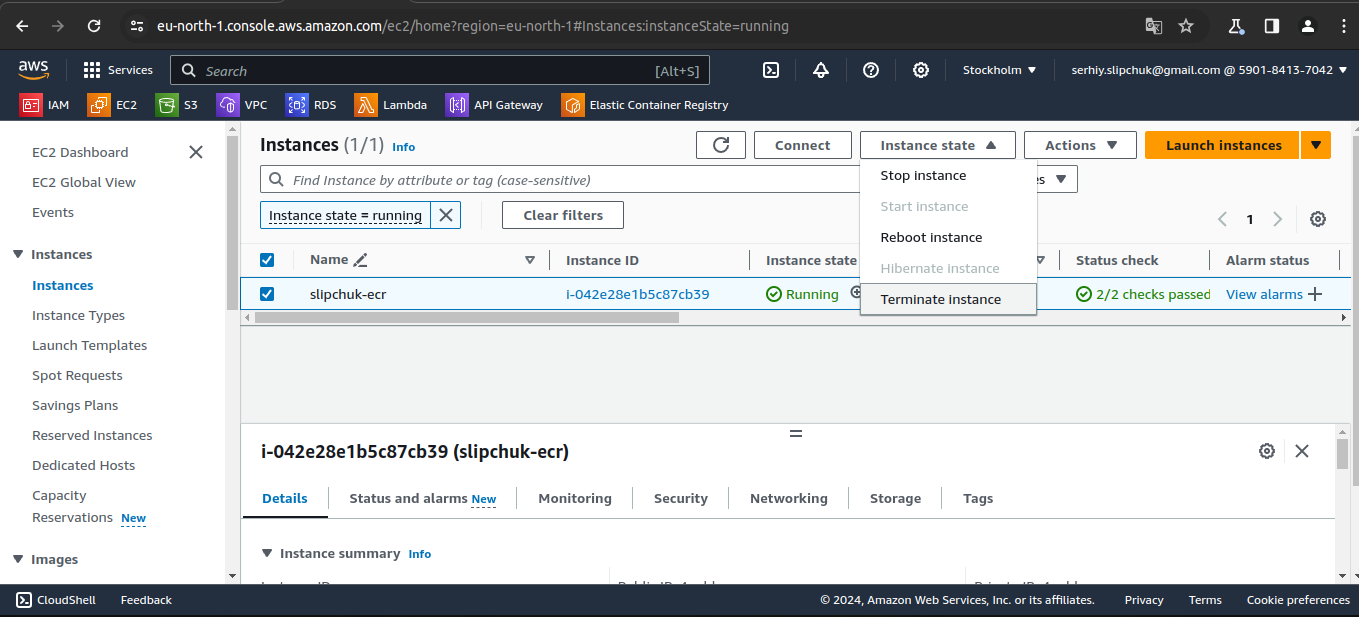 eu-north-1.console.aws.amazon.com/ec2/home?region=eu-north-1#Instances:instanceState=running
aws Services Search [Alt+S] Stockholm serhiy.slipchuk@gmail.com @ 5901-8413-7042
IAM EC2 S3 VPC RDS Lambda API Gateway Elastic Container Registry
EC2 Dashboard
EC2 Global View
Events
Instances
Instances
Instance Types
Launch Templates
Spot Requests
Savings Plans
Reserved Instances
Dedicated Hosts
Capacity
Reservations New
Images
Instances (1/1) Info
Connect Instance state Actions Launch instances
Find Instance by attribute or tag (case-sensitive)
Instance state = running Clear filters
1
Stop instance
Start instance
Reboot instance
Hibernate instance
Terminate instance
Name Instance ID Instance state Status check Alarm status
slipchuk-ecr i-042e28e1b5c87cb39 Running 2/2 checks passed View alarms
i-042e28e1b5c87cb39 (slipchuk-ecr)
Details Status and alarms New Monitoring Security Networking Storage Tags
Instance summary Info
CloudShell Feedback © 2024, Amazon Web Services, Inc. or its affiliates. Privacy Terms Cookie preferences